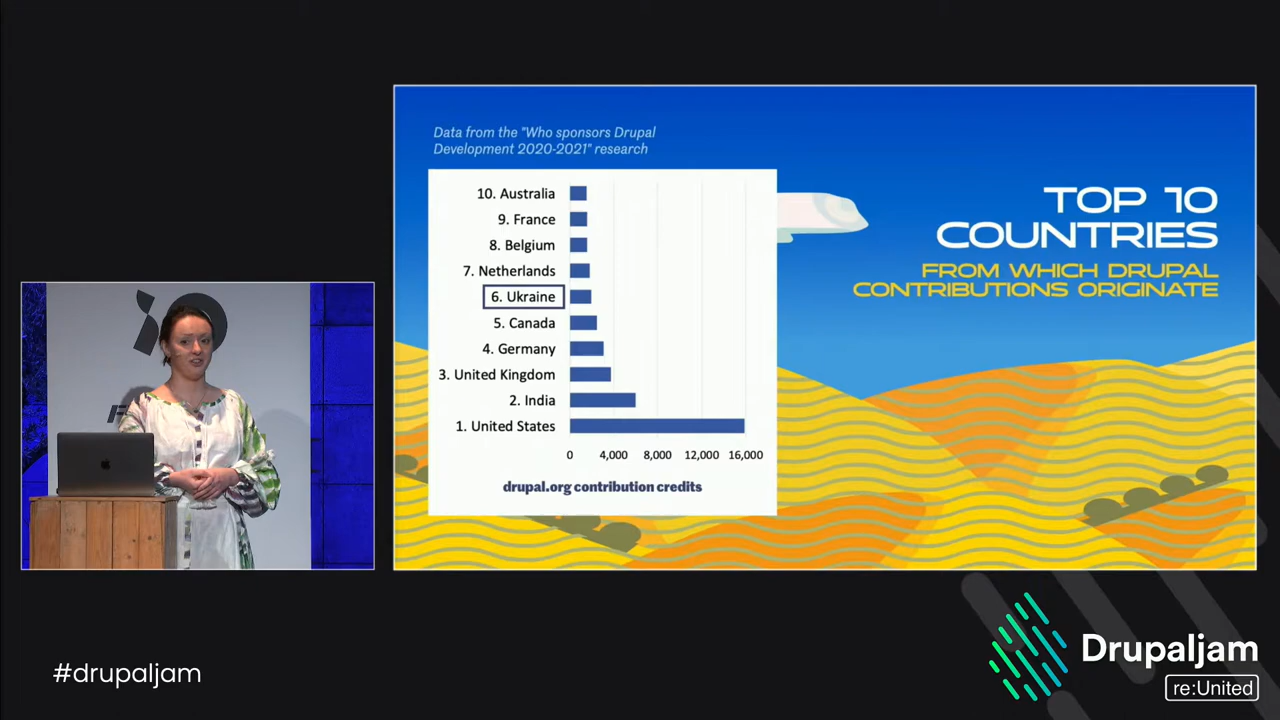 Data from the "Who sponsors Drupal
Development 2020-2021" research
10. Australia
9. France
8. Belgium
7. Netherlands
6. Ukraine
5. Canada
4. Germany
3. United Kingdom
2. India
1. United States
0 4,000 8,000 12,000 16,000
drupal.org contribution credits
TOP 10
COUNTRIES
FROM WHICH DRUPAL
CONTRIBUTIONS ORIGINATE
#drupaljam
Drupaljam
re:United